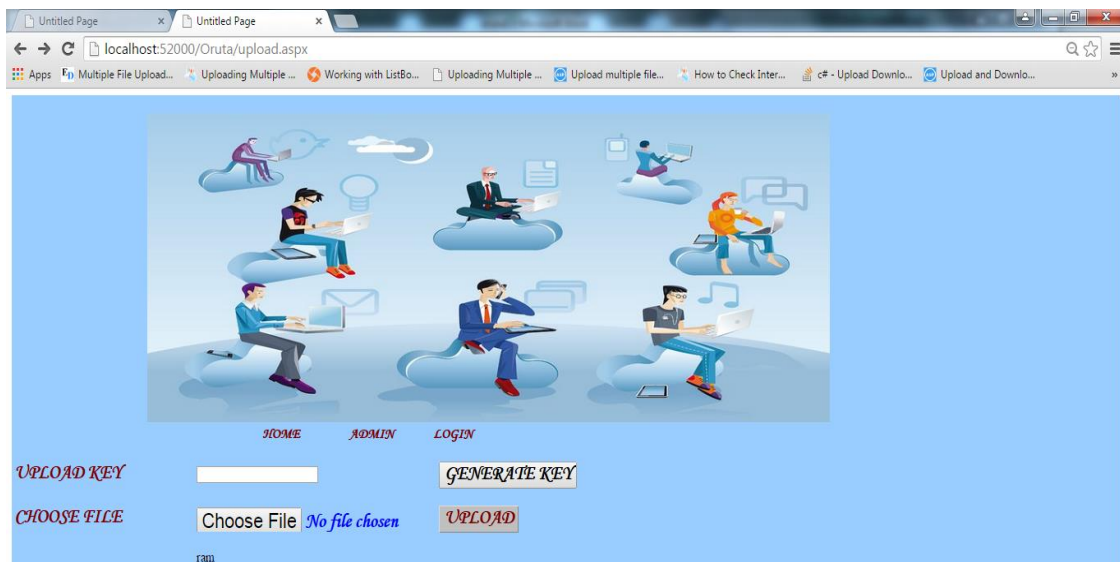 Untitled Page
Untitled Page
localhost:52000/Oruta/upload.aspx
Apps Multiple File Upload... Uploading Multiple ... Working with ListBo... Uploading Multiple ... Upload multiple file... How to Check Inter... c# - Upload Downlo... Upload and Downlo... »
HOME ADMIN LOGIN
UPLOAD KEY GENERATE KEY
CHOOSE FILE Choose File No file chosen UPLOAD
ram